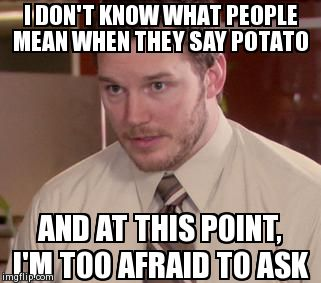 I DON'T KNOW WHAT PEOPLE
MEAN WHEN THEY SAY POTATO
AND AT THIS POINT,
I'M TOO AFRAID TO ASK
imgflip.com